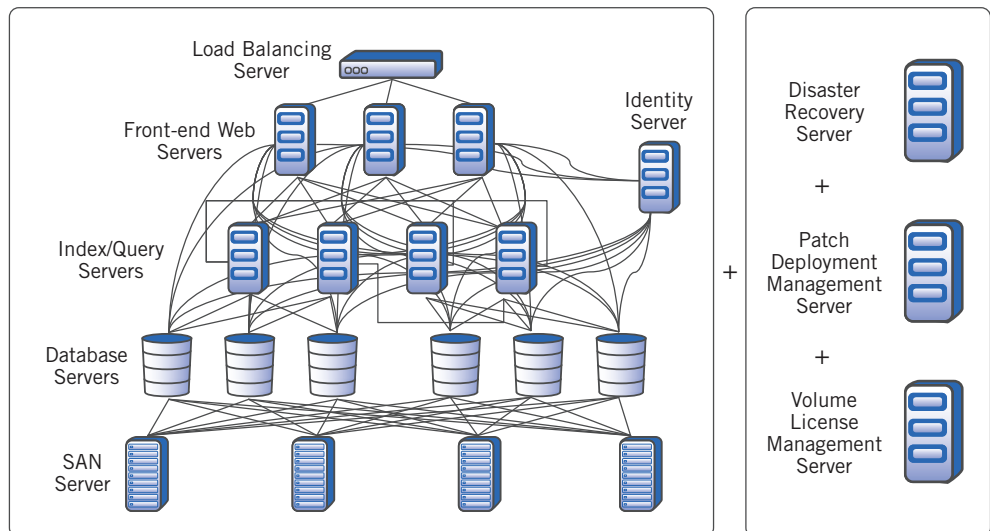 Load Balancing
Server
Front-end Web
Servers
Identity
Server
Index/Query
Servers
Database
Servers
SAN
Server
+
Disaster
Recovery
Server
+
Patch
Deployment
Management
Server
+
Volume
License
Management
Server